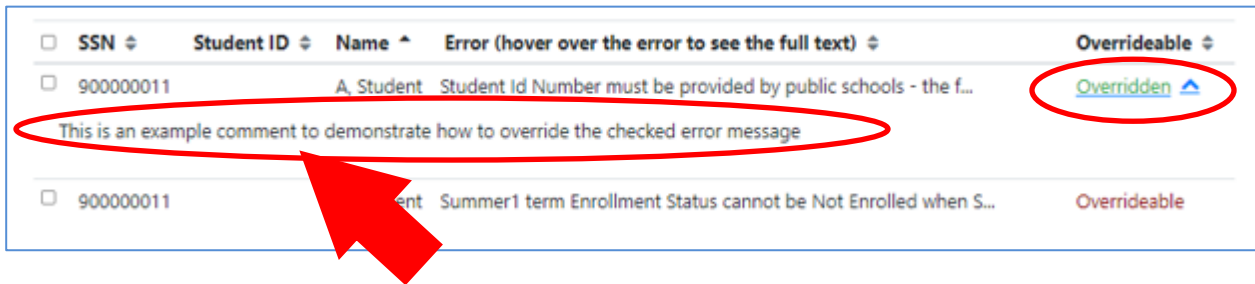 SSN Student ID Name Error (hover over the error to see the full text) Overrideable
900000011 A, Student Student Id Number must be provided by public schools - the f... Overridden
This is an example comment to demonstrate how to override the checked error message
900000011 Summer1 term Enrollment Status cannot be Not Enrolled when S... Overrideable